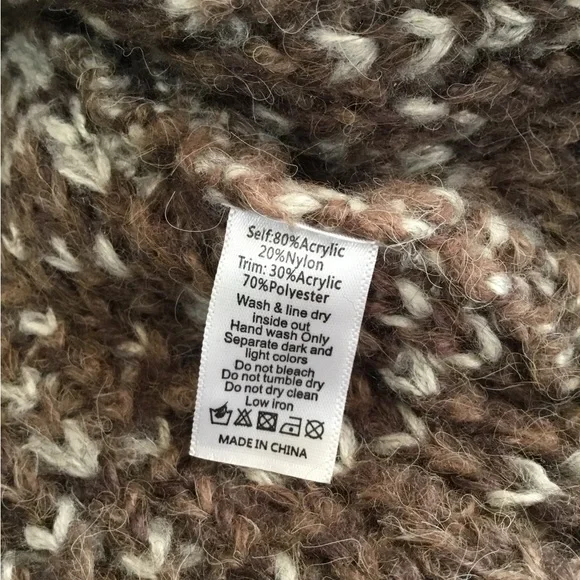 Self:80%Acrylic
20%Nylon
Trim: 30%Acrylic
70%Polyester
Wash & line dry
inside out
Hand wash Only
Separate dark and
light colors
Do not bleach
Do not tumble dry
Do not dry clean
Low iron
MADE IN CHINA